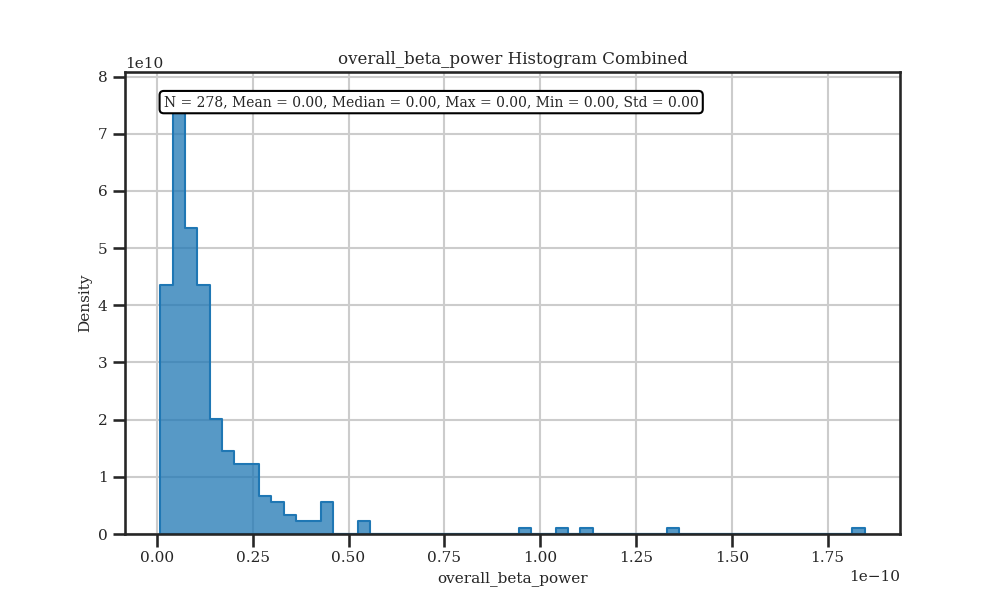 overall_beta_power Histogram Combined
1e10
N = 278, Mean = 0.00, Median = 0.00, Max = 0.00, Min = 0.00, Std = 0.00
8
7
6
5
4
3
2
1
0
Density
0.00 0.25 0.50 0.75 1.00 1.25 1.50 1.75
1e−10
overall_beta_power